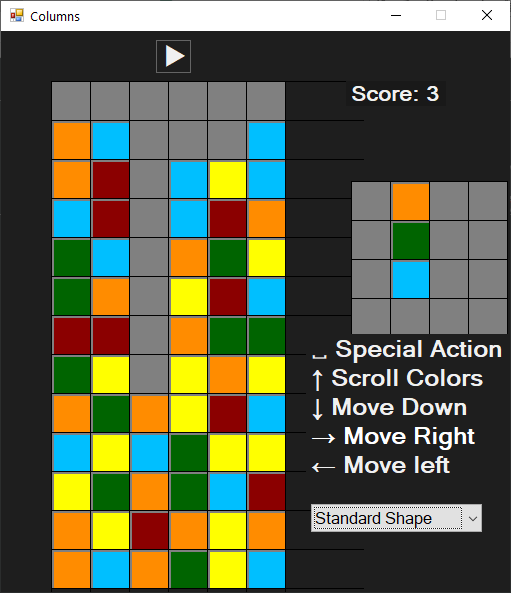 Columns
Score: 3
␣ Special Action
↑ Scroll Colors
↓ Move Down
→ Move Right
← Move left
Standard Shape